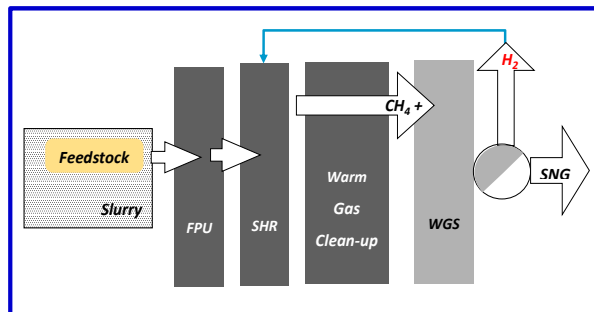 H2
CH4 +
Feedstock
SNG
Warm
Slurry
Gas
FPU
SHR
WGS
Clean-up